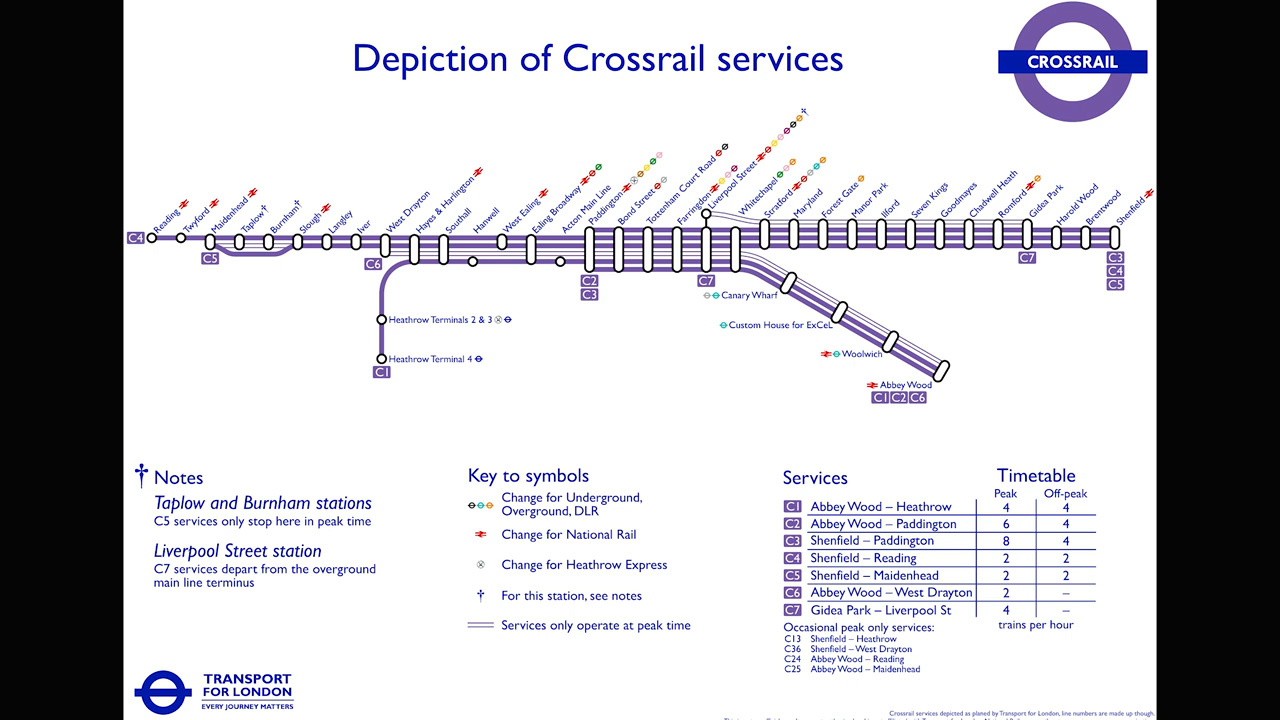 Depiction of Crossrail services
CROSSRAIL
Reading
Twyford
Maidenhead
Taplow †
Burnham †
Slough
Langley
Iver
West Drayton
Hayes & Harlington
Southall
Hanwell
West Ealing
Ealing Broadway
Acton Main Line
Paddington
Bond Street
Tottenham Court Road
Farringdon
Liverpool Street
†
Whitechapel
Stratford
Maryland
Forest Gate
Manor Park
Ilford
Seven Kings
Goodmayes
Chadwell Heath
Romford
Gidea Park
Harold Wood
Brentwood
Shenfield
C4
C5
C6
C2
C3
C7
C7
C3
C4
C5
Canary Wharf
Custom House for ExCeL
Woolwich
Abbey Wood
C1 C2 C6
Heathrow Terminals 2 & 3
Heathrow Terminal 4
C1
† Notes
Taplow and Burnham stations
C5 services only stop here in peak time
Liverpool Street station
C7 services depart from the overground
main line terminus
Key to symbols
Change for Underground,
Overground, DLR
Change for National Rail
Change for Heathrow Express
† For this station, see notes
Services only operate at peak time
Services Timetable
Peak Off-peak
C1 Abbey Wood – Heathrow 4 4
C2 Abbey Wood – Paddington 6 4
C3 Shenfield – Paddington 8 4
C4 Shenfield – Reading 2 2
C5 Shenfield – Maidenhead 2 2
C6 Abbey Wood – West Drayton 2 –
C7 Gidea Park – Liverpool St 4 –
trains per hour
Occasional peak only services:
C13 Shenfield – Heathrow
C36 Shenfield – West Drayton
C24 Abbey Wood – Reading
C25 Abbey Wood – Maidenhead
TRANSPORT
FOR LONDON
EVERY JOURNEY MATTERS
Crossrail services depicted as planed by Transport for London, line numbers are made up though.